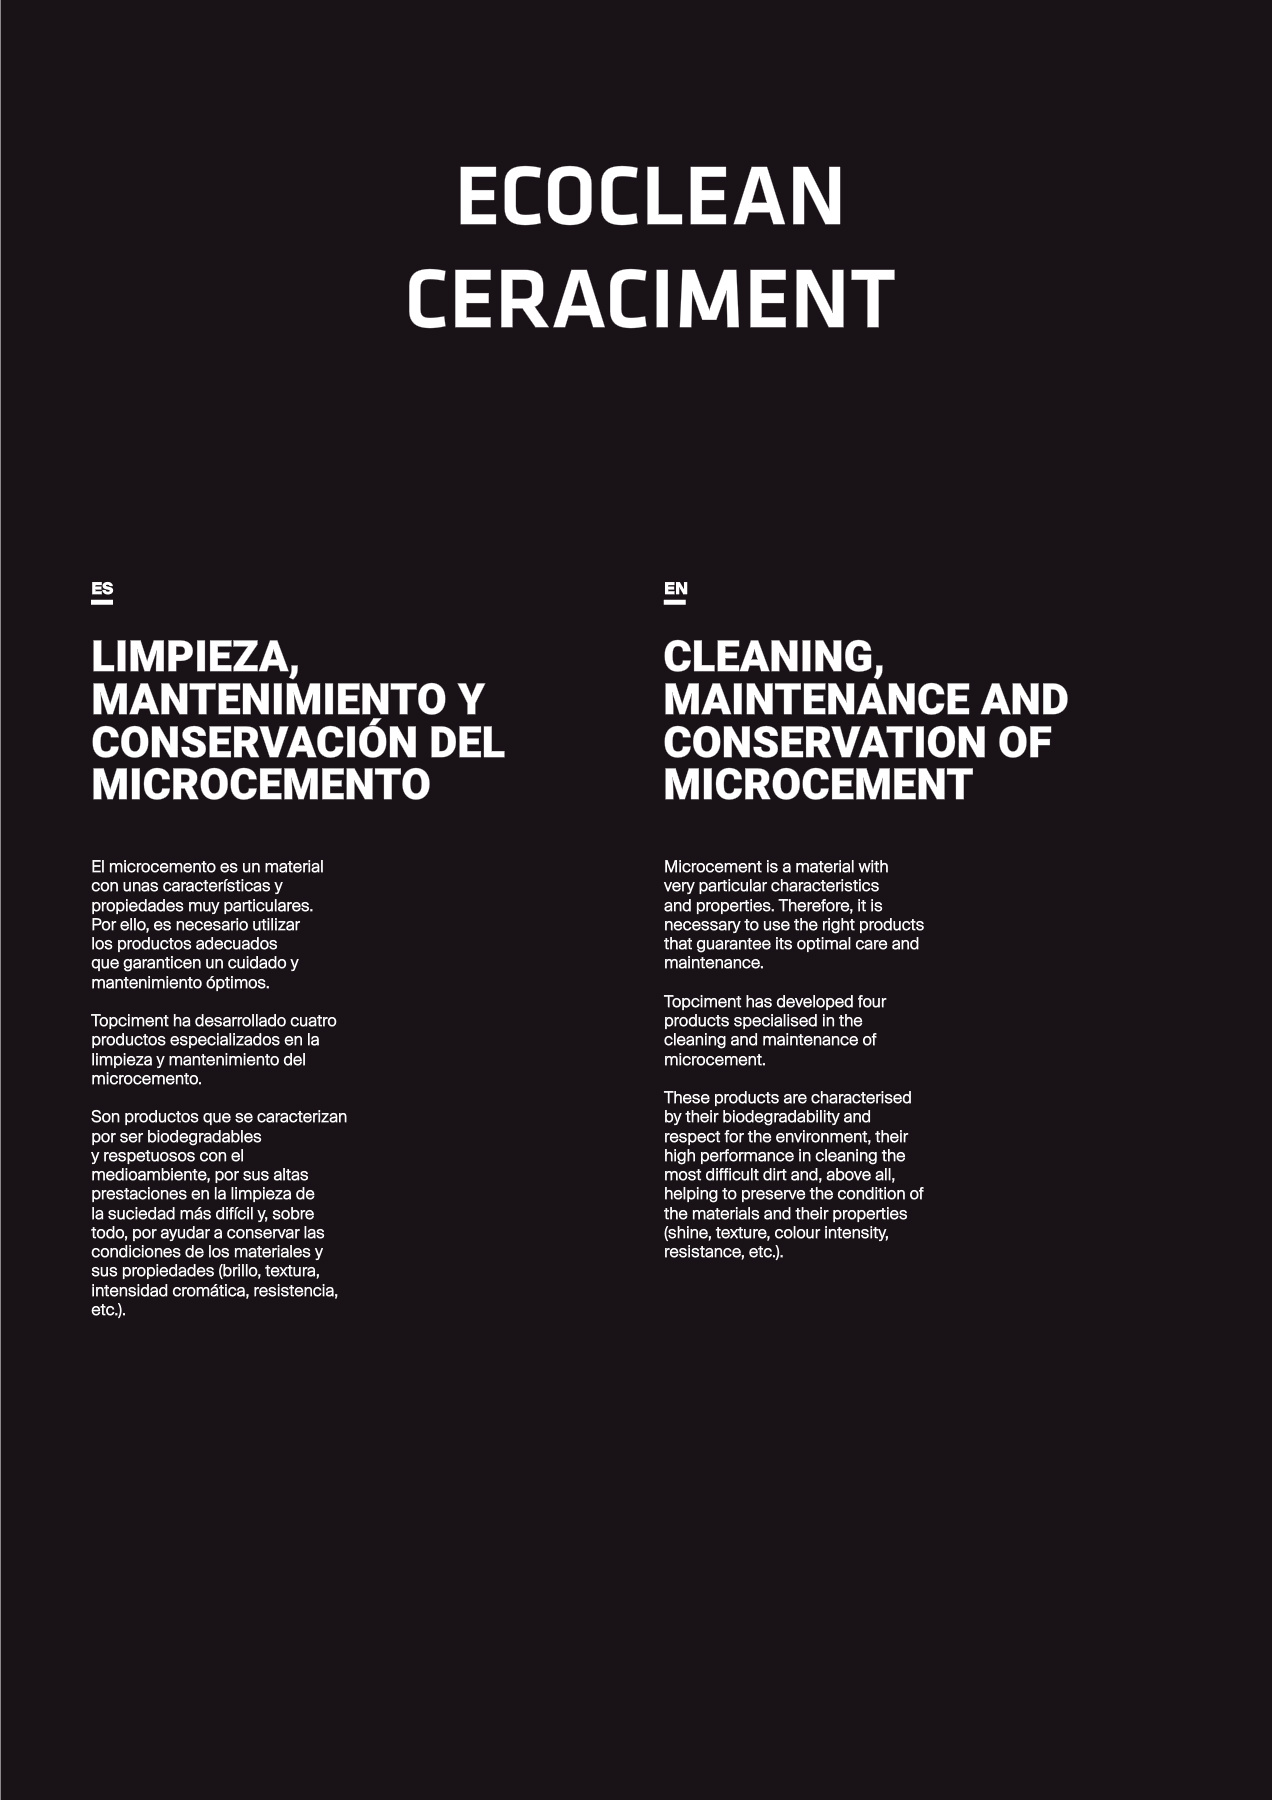 ECOCLEAN
CERACIMENT
ES
LIMPIEZA,
MANTENIMIENTO Y
CONSERVACIÓN DEL
MICROCEMENTO
El microcemento es un material
con unas características y
propiedades muy particulares.
Por ello, es necesario utilizar
los productos adecuados
que garanticen un cuidado y
mantenimiento óptimos.
Topciment ha desarrollado cuatro
productos especializados en la
limpieza y mantenimiento del
microcemento.
Son productos que se caracterizan
por ser biodegradables
y respetuosos con el
medioambiente, por sus altas
prestaciones en la limpieza de
la suciedad más difícil y, sobre
todo, por ayudar a conservar las
condiciones de los materiales y
sus propiedades (brillo, textura,
intensidad cromática, resistencia,
etc.).
EN
CLEANING,
MAINTENANCE AND
CONSERVATION OF
MICROCEMENT
Microcement is a material with
very particular characteristics
and properties. Therefore, it is
necessary to use the right products
that guarantee its optimal care and
maintenance.
Topciment has developed four
products specialised in the
cleaning and maintenance of
microcement.
These products are characterised
by their biodegradability and
respect for the environment, their
high performance in cleaning the
most difficult dirt and, above all,
helping to preserve the condition of
the materials and their properties
(shine, texture, colour intensity,
resistance, etc.).